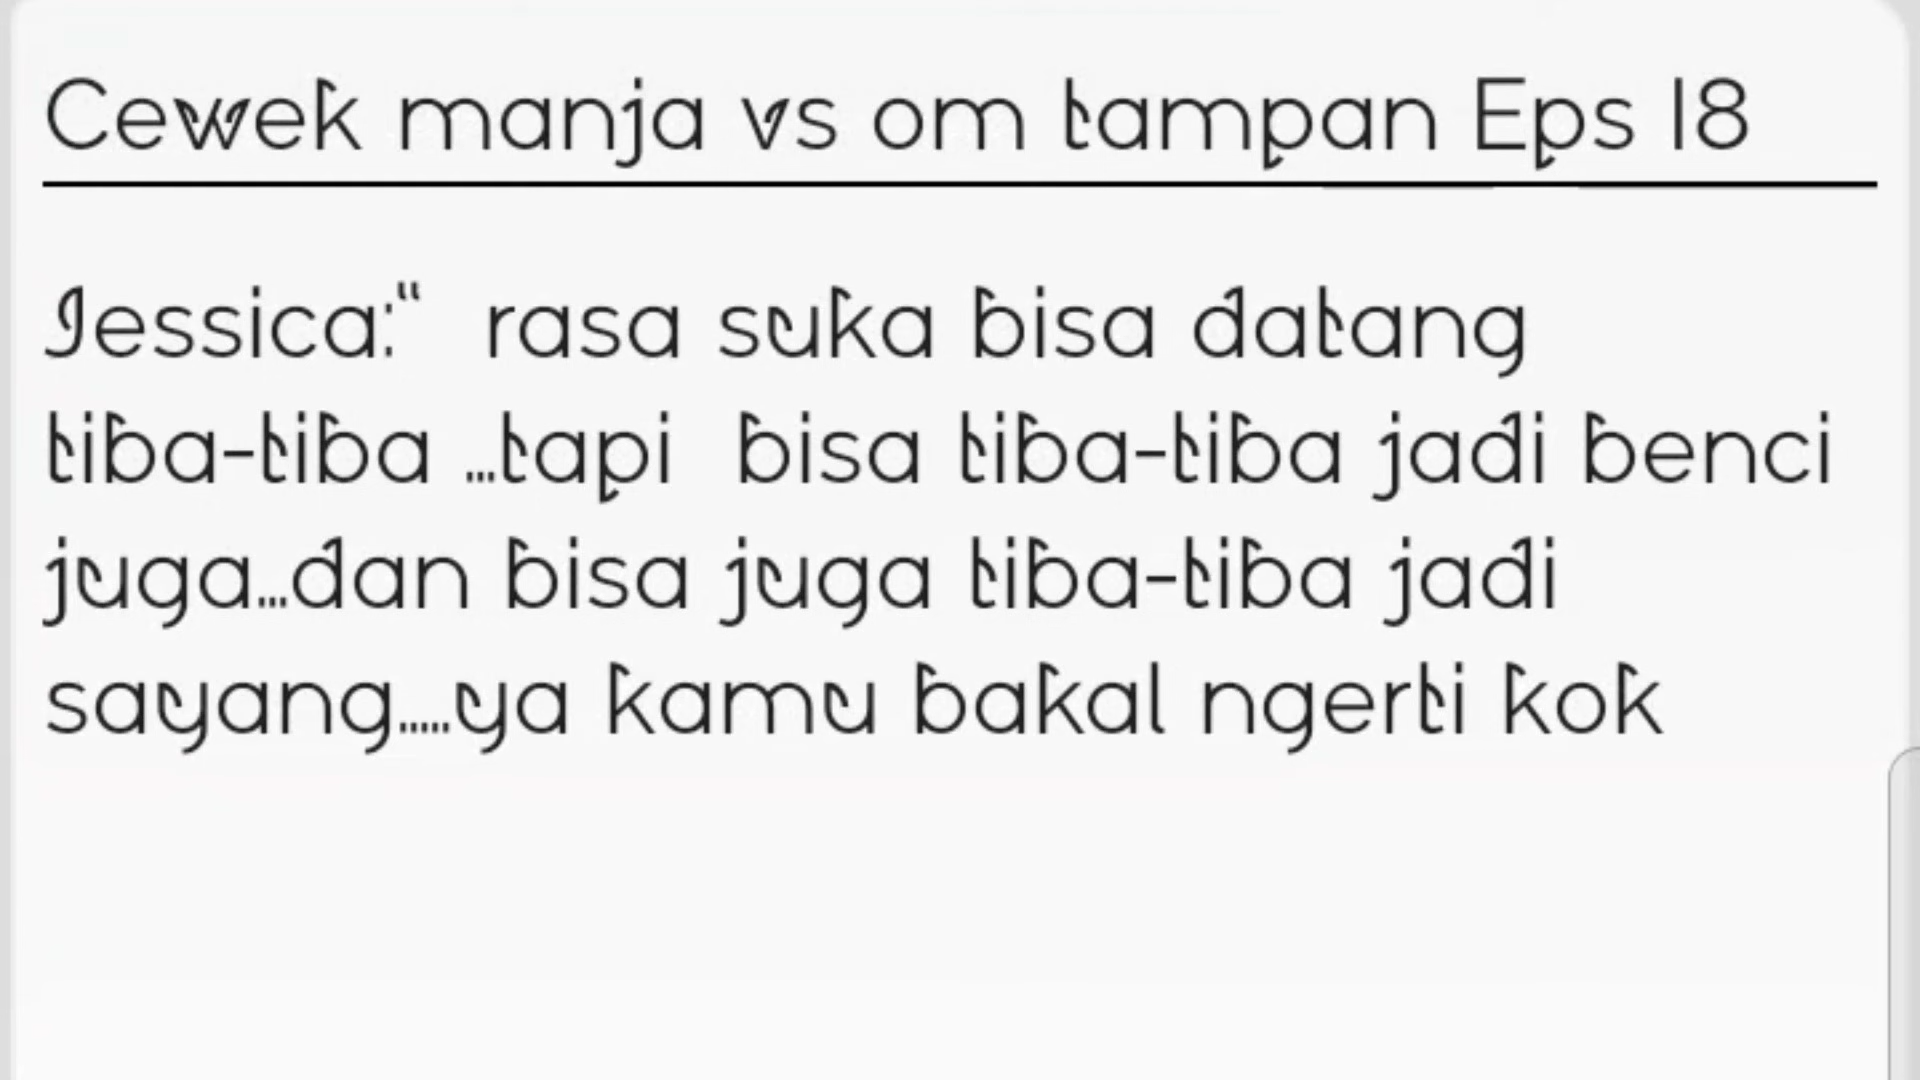 Cewek manja vs om tampan Eps 18
Jessica:“  rasa suka bisa datang
tiba-tiba ...tapi  bisa tiba-tiba jadi benci
juga...dan bisa juga tiba-tiba jadi
sayang.....ya kamu bakal ngerti kok